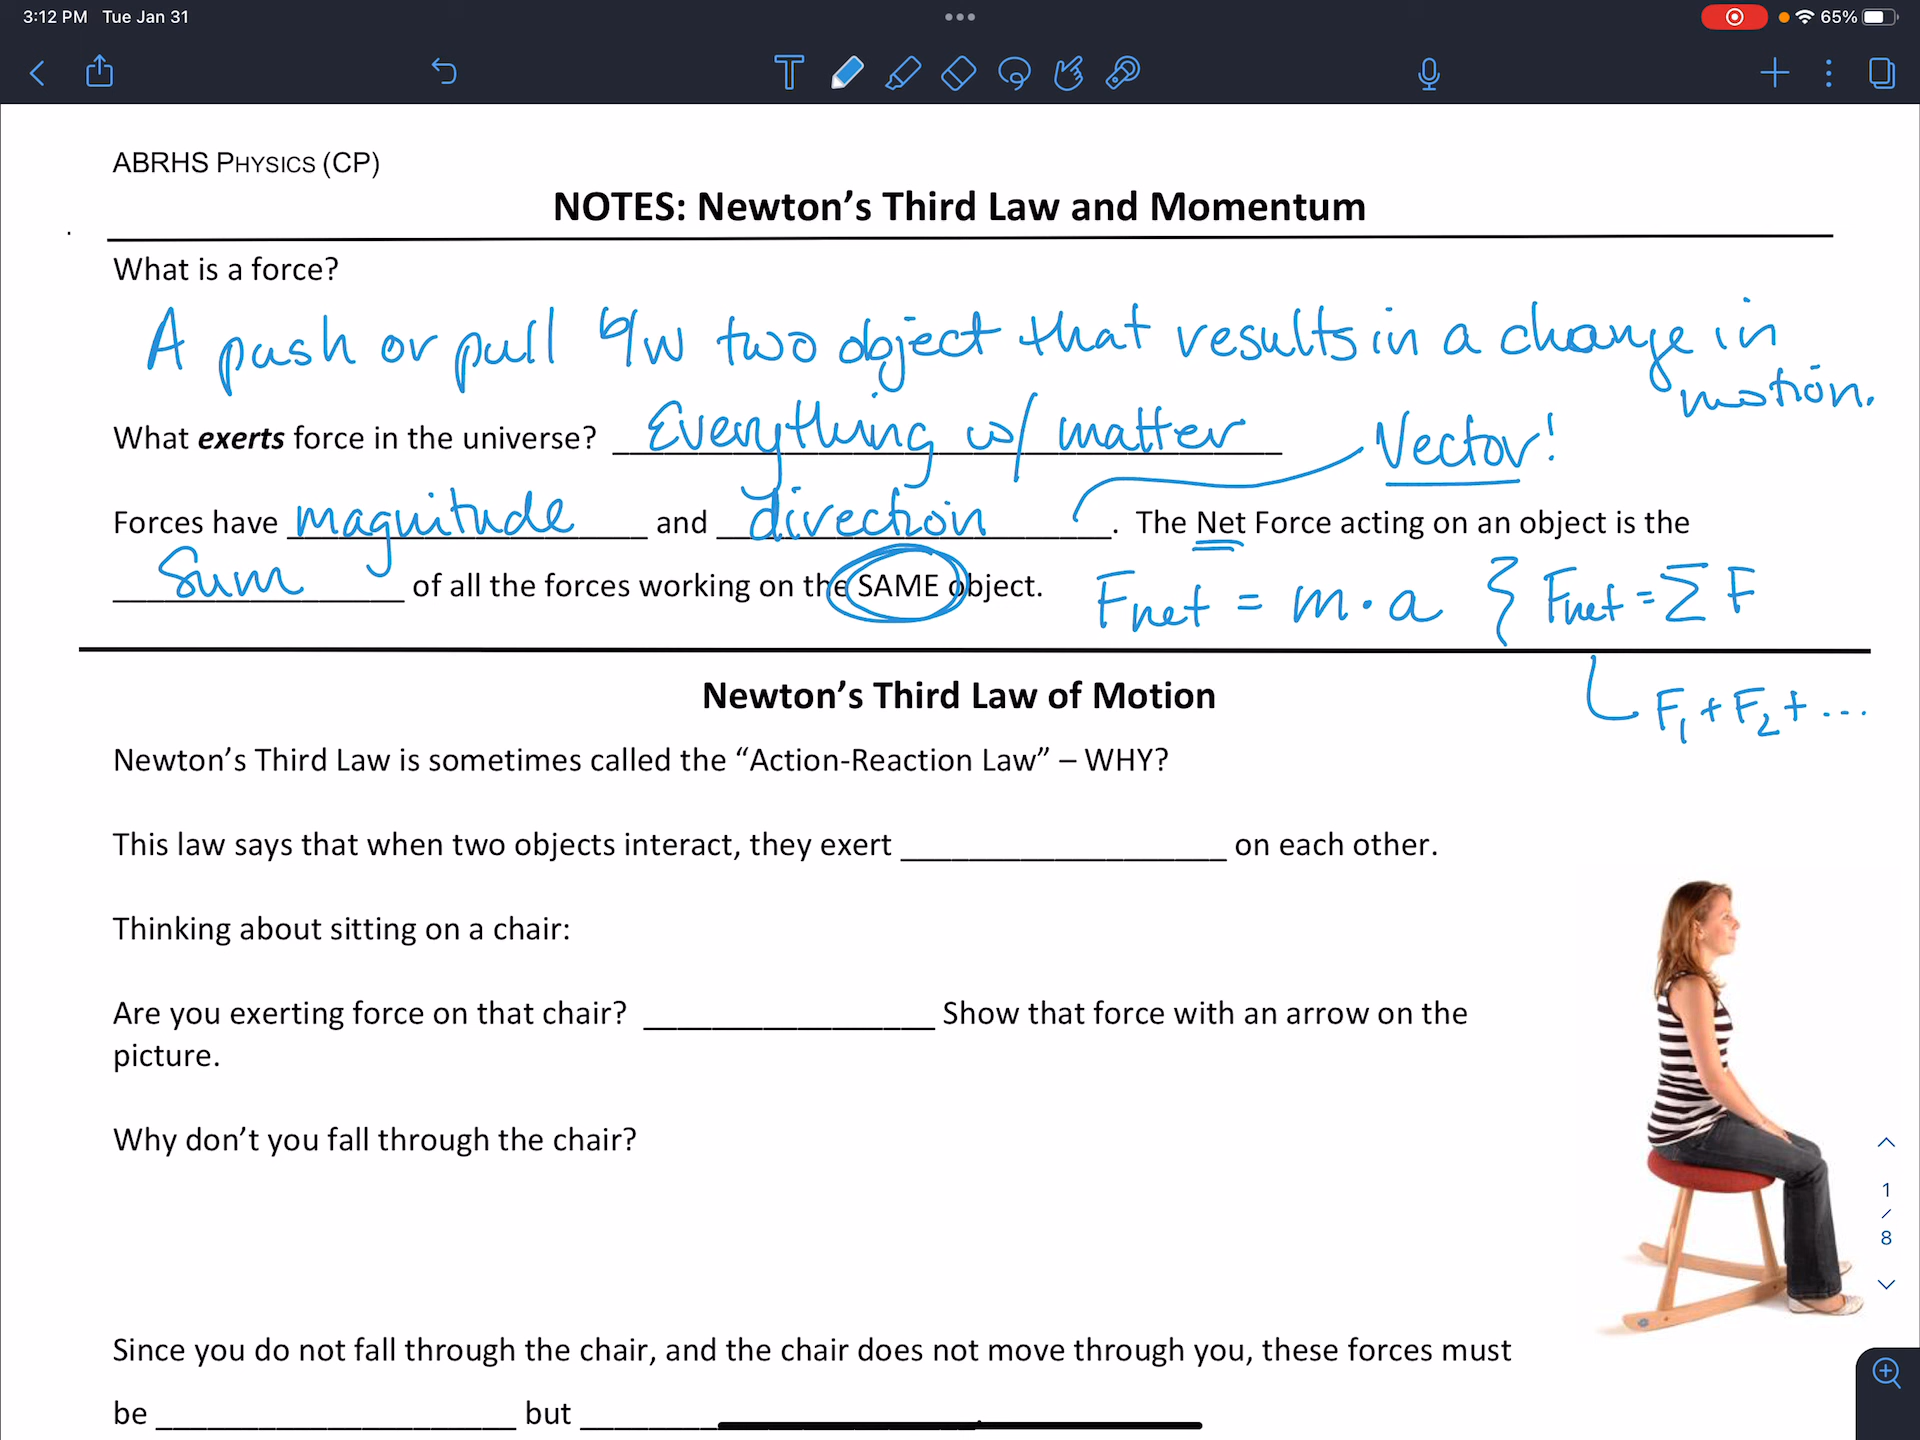 3:12 PM Tue Jan 31
65%
ABRHS PHYSICS (CP)
NOTES: Newton's Third Law and Momentum
What is a force?
A push or pull b/w two object that results in a change in
motion.
What exerts force in the universe? Everything w/ matter
Vector!
Forces have magnitude and direction. The Net Force acting on an object is the
Sum of all the forces working on the SAME object.
Fnet = m · a } Fnet = Σ F
F₁ + F₂ + ...
Newton's Third Law of Motion
Newton's Third Law is sometimes called the “Action-Reaction Law” – WHY?
This law says that when two objects interact, they exert ___________________ on each other.
Thinking about sitting on a chair:
Are you exerting force on that chair? _________________ Show that force with an arrow on the
picture.
Why don't you fall through the chair?
1
/
8
Since you do not fall through the chair, and the chair does not move through you, these forces must
be _____________________ but _______________________.